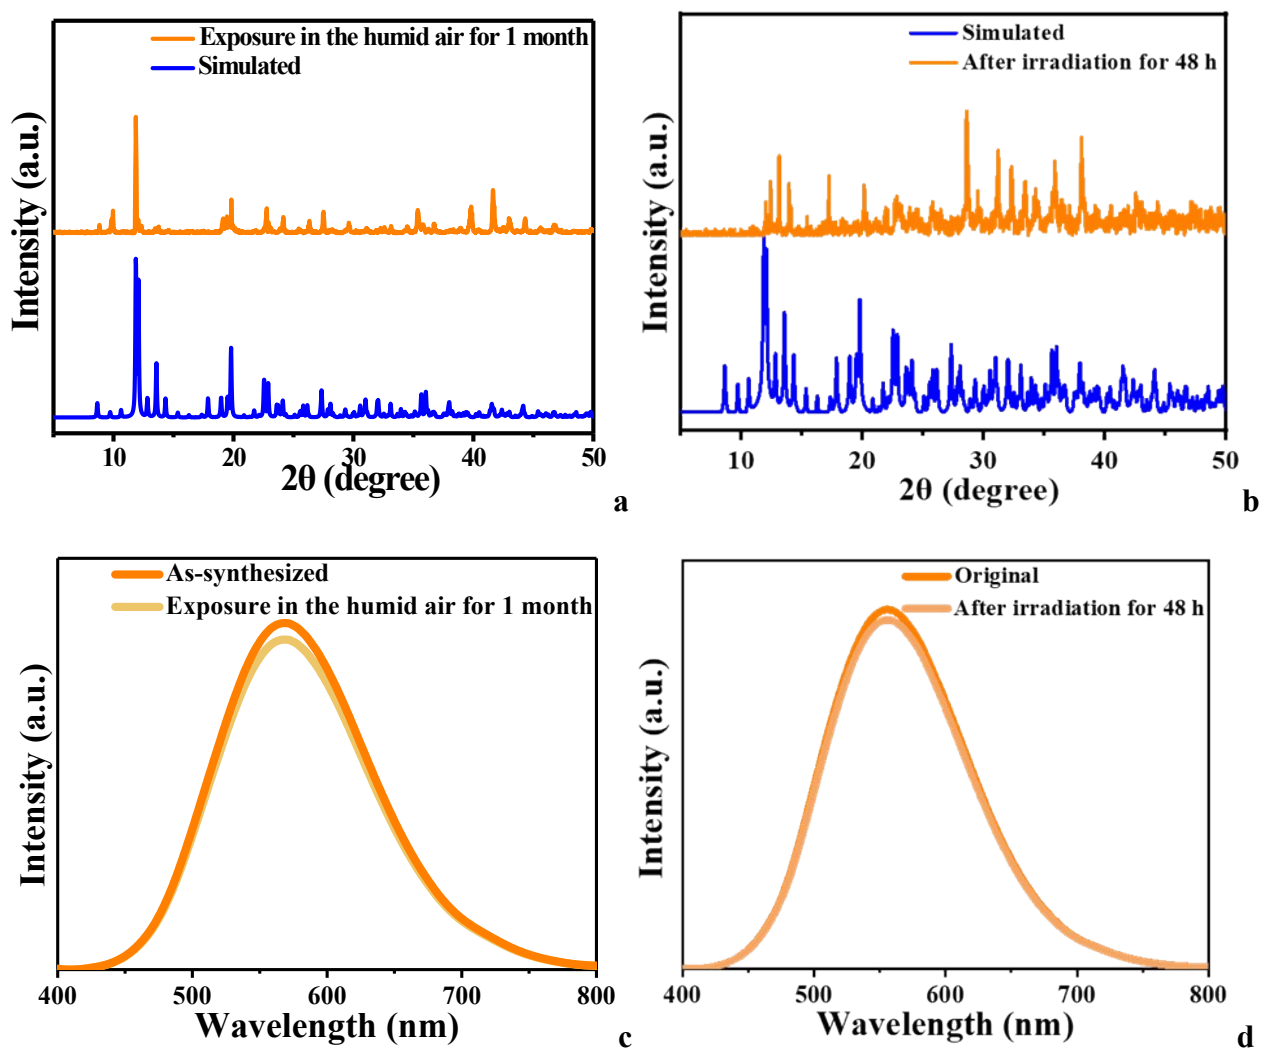 Exposure in the humid air for 1 month
Simulated
Intensity (a.u.)
10 20 30 40 50
2θ (degree)
a
Simulated
After irradiation for 48 h
Intensity (a.u.)
10 20 30 40 50
2θ (degree)
b
As-synthesized
Exposure in the humid air for 1 month
Intensity (a.u.)
400 500 600 700 800
Wavelength (nm)
c
Original
After irradiation for 48 h
Intensity (a.u.)
400 500 600 700 800
Wavelength (nm)
d